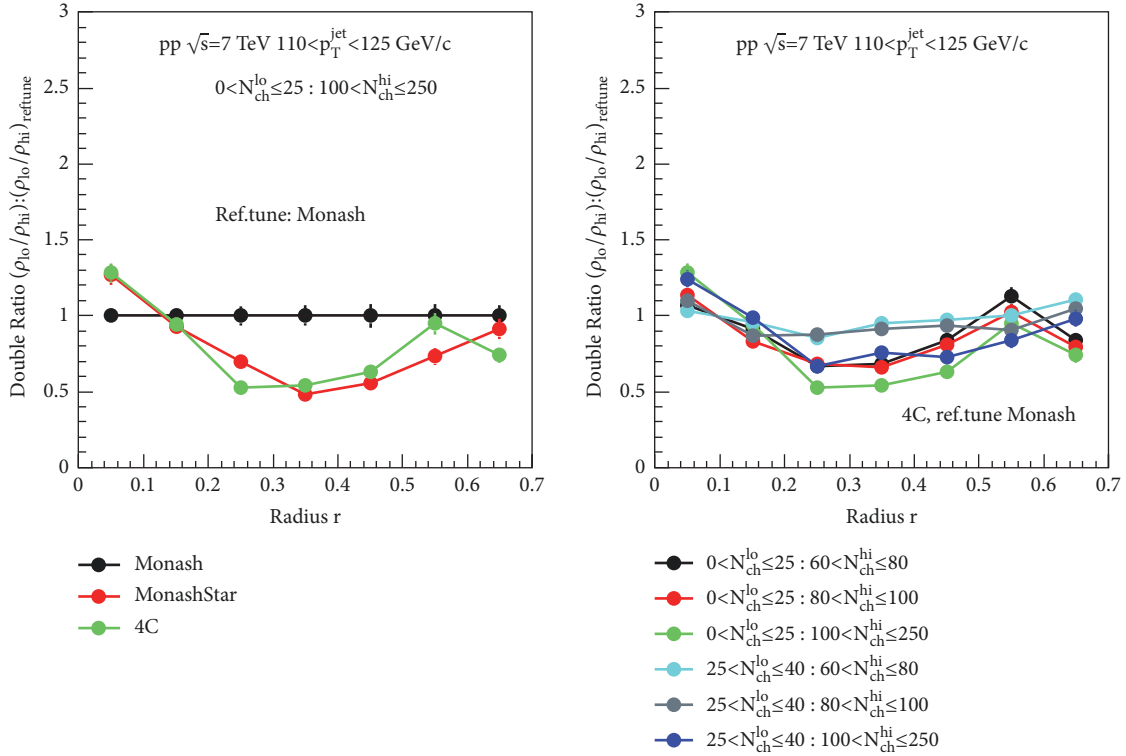 pp √s=7 TeV 110<p_T^jet<125 GeV/c
0<N_ch^lo≤25 : 100<N_ch^hi≤250
Ref.tune: Monash
Double Ratio (ρ_lo/ρ_hi):(ρ_lo/ρ_hi)_reftune
3
2.5
2
1.5
1
0.5
0
0 0.1 0.2 0.3 0.4 0.5 0.6 0.7
Radius r
Monash
MonashStar
4C
pp √s=7 TeV 110<p_T^jet<125 GeV/c
4C, ref.tune Monash
Double Ratio (ρ_lo/ρ_hi):(ρ_lo/ρ_hi)_reftune
3
2.5
2
1.5
1
0.5
0
0 0.1 0.2 0.3 0.4 0.5 0.6 0.7
Radius r
0<N_ch^lo≤25 : 60<N_ch^hi≤80
0<N_ch^lo≤25 : 80<N_ch^hi≤100
0<N_ch^lo≤25 : 100<N_ch^hi≤250
25<N_ch^lo≤40 : 60<N_ch^hi≤80
25<N_ch^lo≤40 : 80<N_ch^hi≤100
25<N_ch^lo≤40 : 100<N_ch^hi≤250